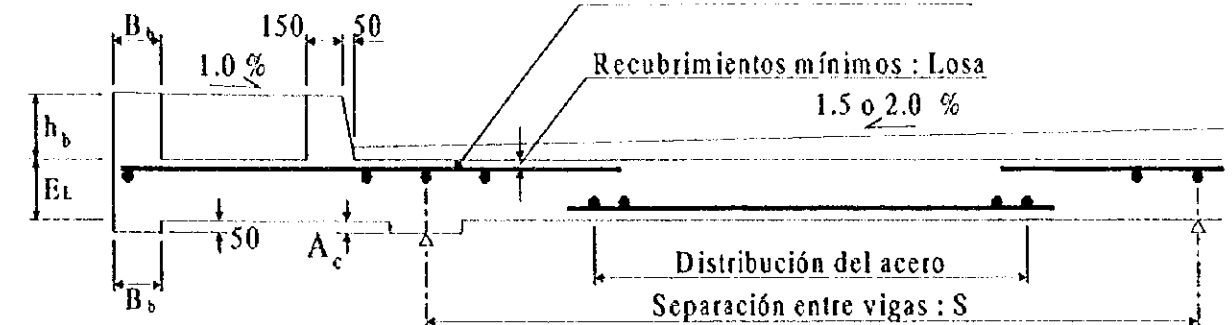 B_b 150 50
1.0 %
Recubrimientos mínimos : Losa
1.5 o 2.0 %
h_b
E_L
50
A_c
Distribución del acero
B_b
Separación entre vigas : S